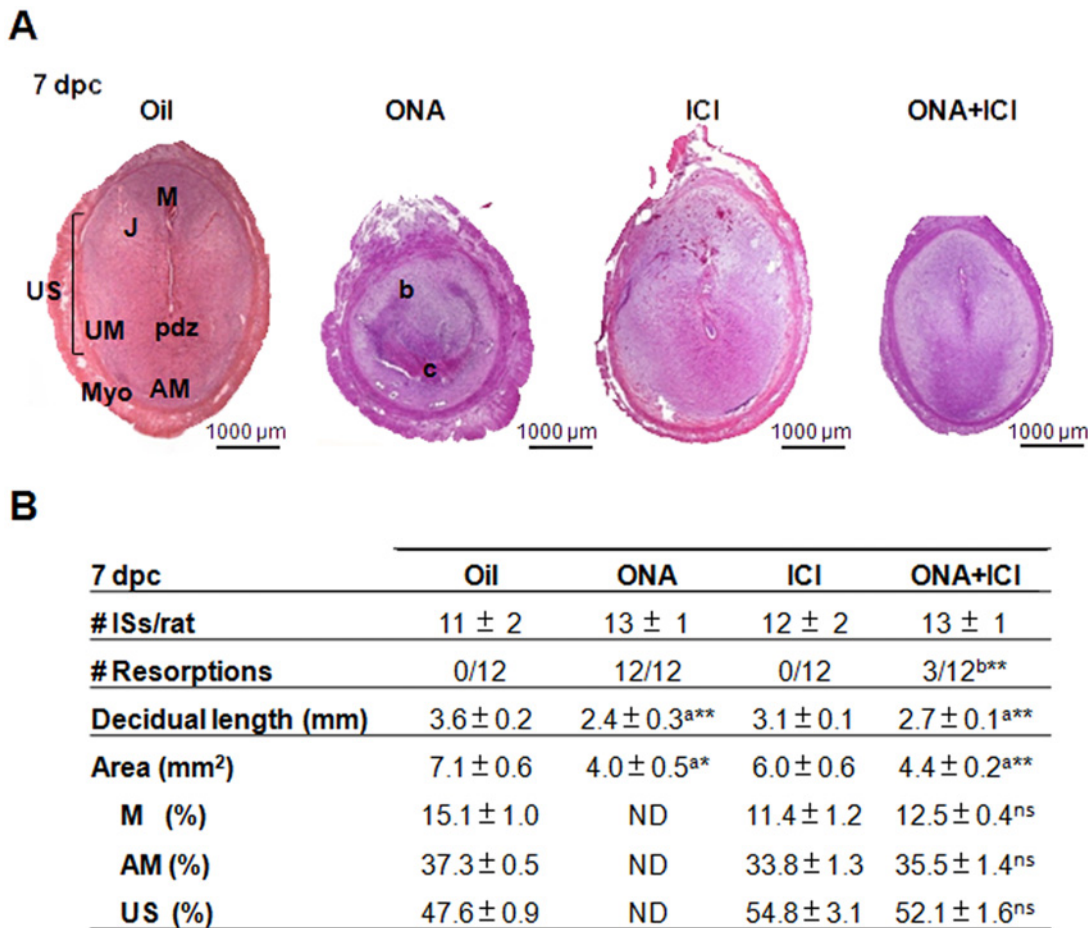 A
7 dpc
Oil ONA ICI ONA+ICI
M
J
b
US
UM pdz
c
Myo AM
1000 µm 1000 µm 1000 µm 1000 µm
B
7 dpc Oil ONA ICI ONA+ICI
# ISs/rat 11 ± 2 13 ± 1 12 ± 2 13 ± 1
# Resorptions 0/12 12/12 0/12 3/12ᵇ**
Decidual length (mm) 3.6 ± 0.2 2.4 ± 0.3ᵃ** 3.1 ± 0.1 2.7 ± 0.1ᵃ**
Area (mm²) 7.1 ± 0.6 4.0 ± 0.5ᵃ* 6.0 ± 0.6 4.4 ± 0.2ᵃ**
M (%) 15.1 ± 1.0 ND 11.4 ± 1.2 12.5 ± 0.4ⁿˢ
AM (%) 37.3 ± 0.5 ND 33.8 ± 1.3 35.5 ± 1.4ⁿˢ
US (%) 47.6 ± 0.9 ND 54.8 ± 3.1 52.1 ± 1.6ⁿˢ